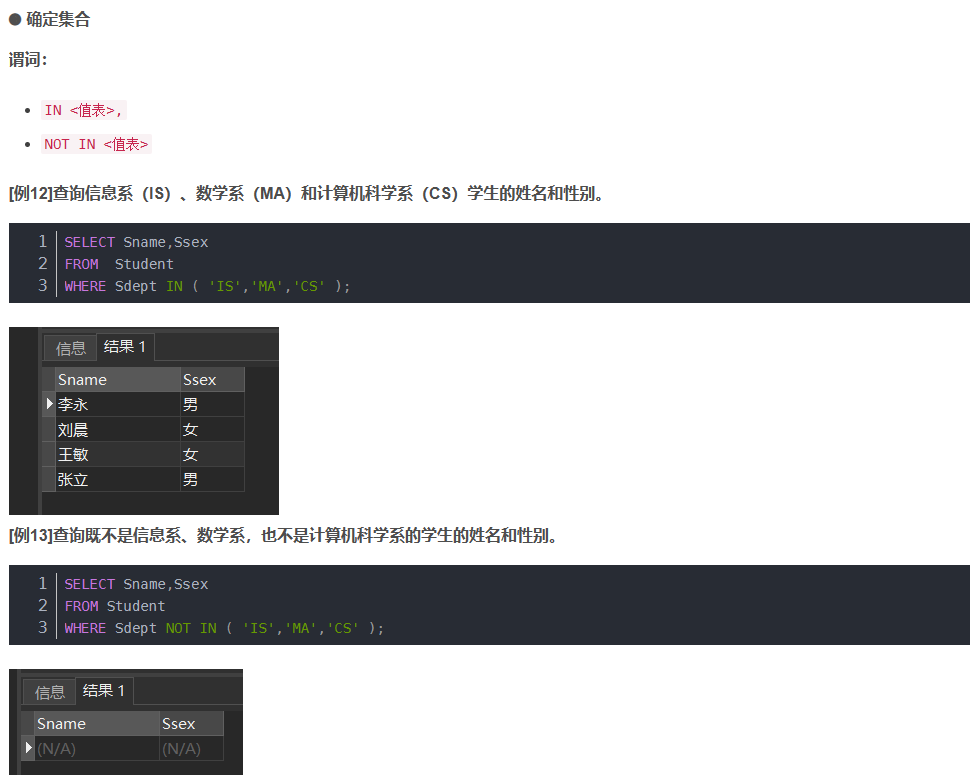 ● 确定集合
谓词：
• IN <值表>,
• NOT IN <值表>
[例12]查询信息系（IS）、数学系（MA）和计算机科学系（CS）学生的姓名和性别。
1 SELECT Sname,Ssex
2 FROM  Student
3 WHERE Sdept IN ( 'IS','MA','CS' );
信息 结果 1
Sname Ssex
李永 男
刘晨 女
王敏 女
张立 男
[例13]查询既不是信息系、数学系，也不是计算机科学系的学生的姓名和性别。
1 SELECT Sname,Ssex
2 FROM Student
3 WHERE Sdept NOT IN ( 'IS','MA','CS' );
信息 结果 1
Sname Ssex
(N/A) (N/A)